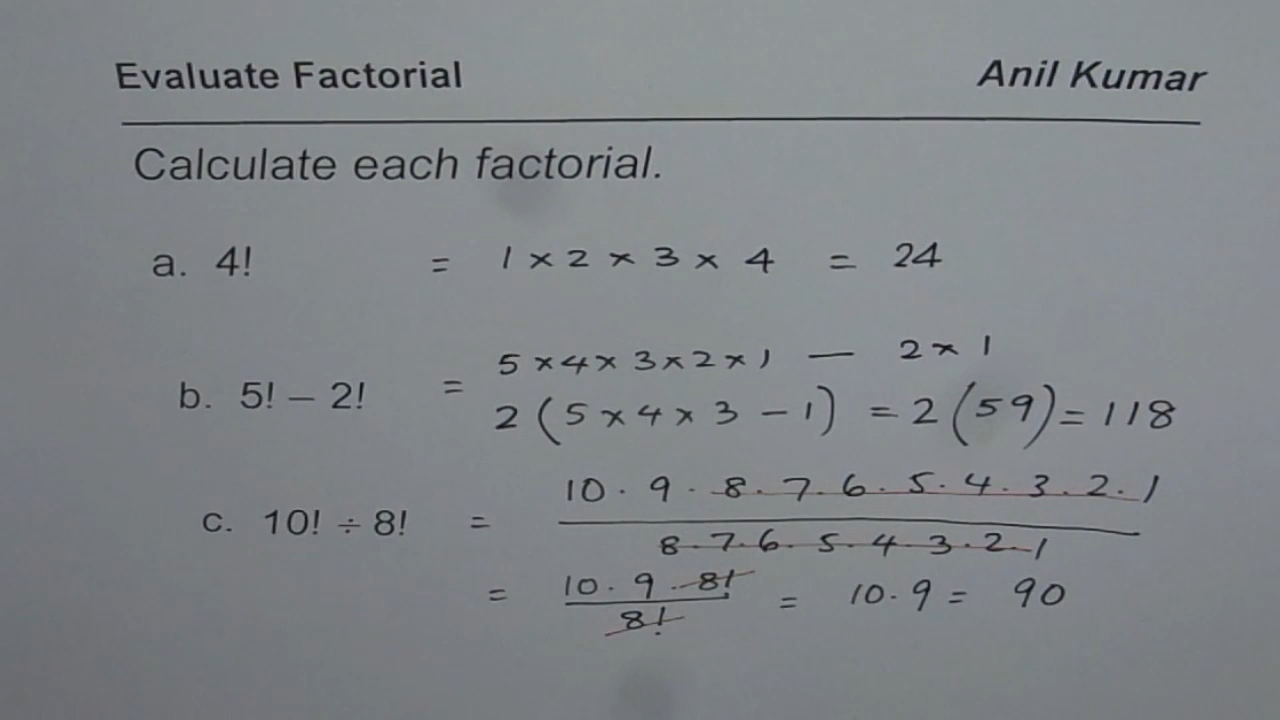 Evaluate Factorial Anil Kumar
Calculate each factorial.
a. 4! = 1 × 2 × 3 × 4 = 24
5 × 4 × 3 × 2 × 1 — 2 × 1
b. 5! – 2! =
2 ( 5 × 4 × 3 – 1 ) = 2 ( 59 ) = 118
10 · 9 · 8 · 7 · 6 · 5 · 4 · 3 · 2 · 1
c. 10! ÷ 8! =
8 · 7 · 6 · 5 · 4 · 3 · 2 · 1
10 · 9 · 8!
= = 10 · 9 = 90
8!